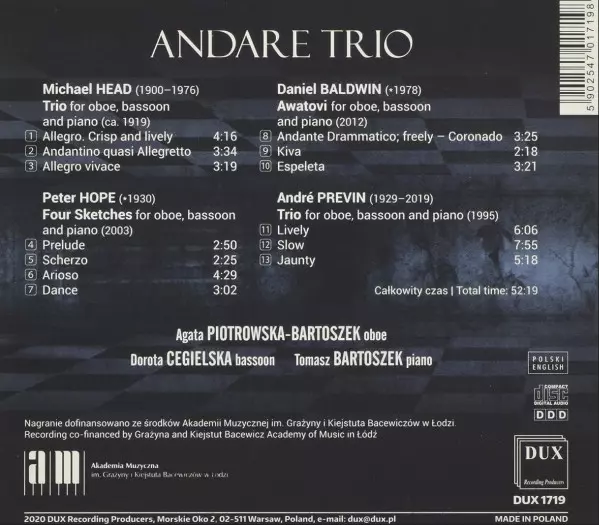 ANDARE TRIO
5 902547 017198
Michael HEAD (1900–1976)
Trio for oboe, bassoon
and piano (ca. 1919)
1 Allegro. Crisp and lively 4:16
2 Andantino quasi Allegretto 3:34
3 Allegro vivace 3:19
Peter HOPE (*1930)
Four Sketches for oboe, bassoon
and piano (2003)
4 Prelude 2:50
5 Scherzo 2:25
6 Arioso 4:29
7 Dance 3:02
Daniel BALDWIN (*1978)
Awatovi for oboe, bassoon
and piano (2012)
8 Andante Drammatico; freely – Coronado 3:25
9 Kiva 2:18
10 Espeleta 3:21
André PREVIN (1929–2019)
Trio for oboe, bassoon and piano (1995)
11 Lively 6:06
12 Slow 7:55
13 Jaunty 5:18
Całkowity czas | Total time: 52:19
Agata PIOTROWSKA-BARTOSZEK oboe
Dorota CEGIELSKA bassoon Tomasz BARTOSZEK piano
POLSKI
ENGLISH
COMPACT
disc
DIGITAL AUDIO
DDD
Nagranie dofinansowano ze środków Akademii Muzycznej im. Grażyny i Kiejstuta Bacewiczów w Łodzi.
Recording co-financed by Grażyna and Kiejstut Bacewicz Academy of Music in Łódź
am
Akademia Muzyczna
im. Grażyny i Kiejstuta Bacewiczów w Łodzi
DUX
Recording Producers
DUX 1719
2020 DUX Recording Producers, Morskie Oko 2, 02-511 Warsaw, Poland, e-mail: dux@dux.pl
MADE IN POLAND